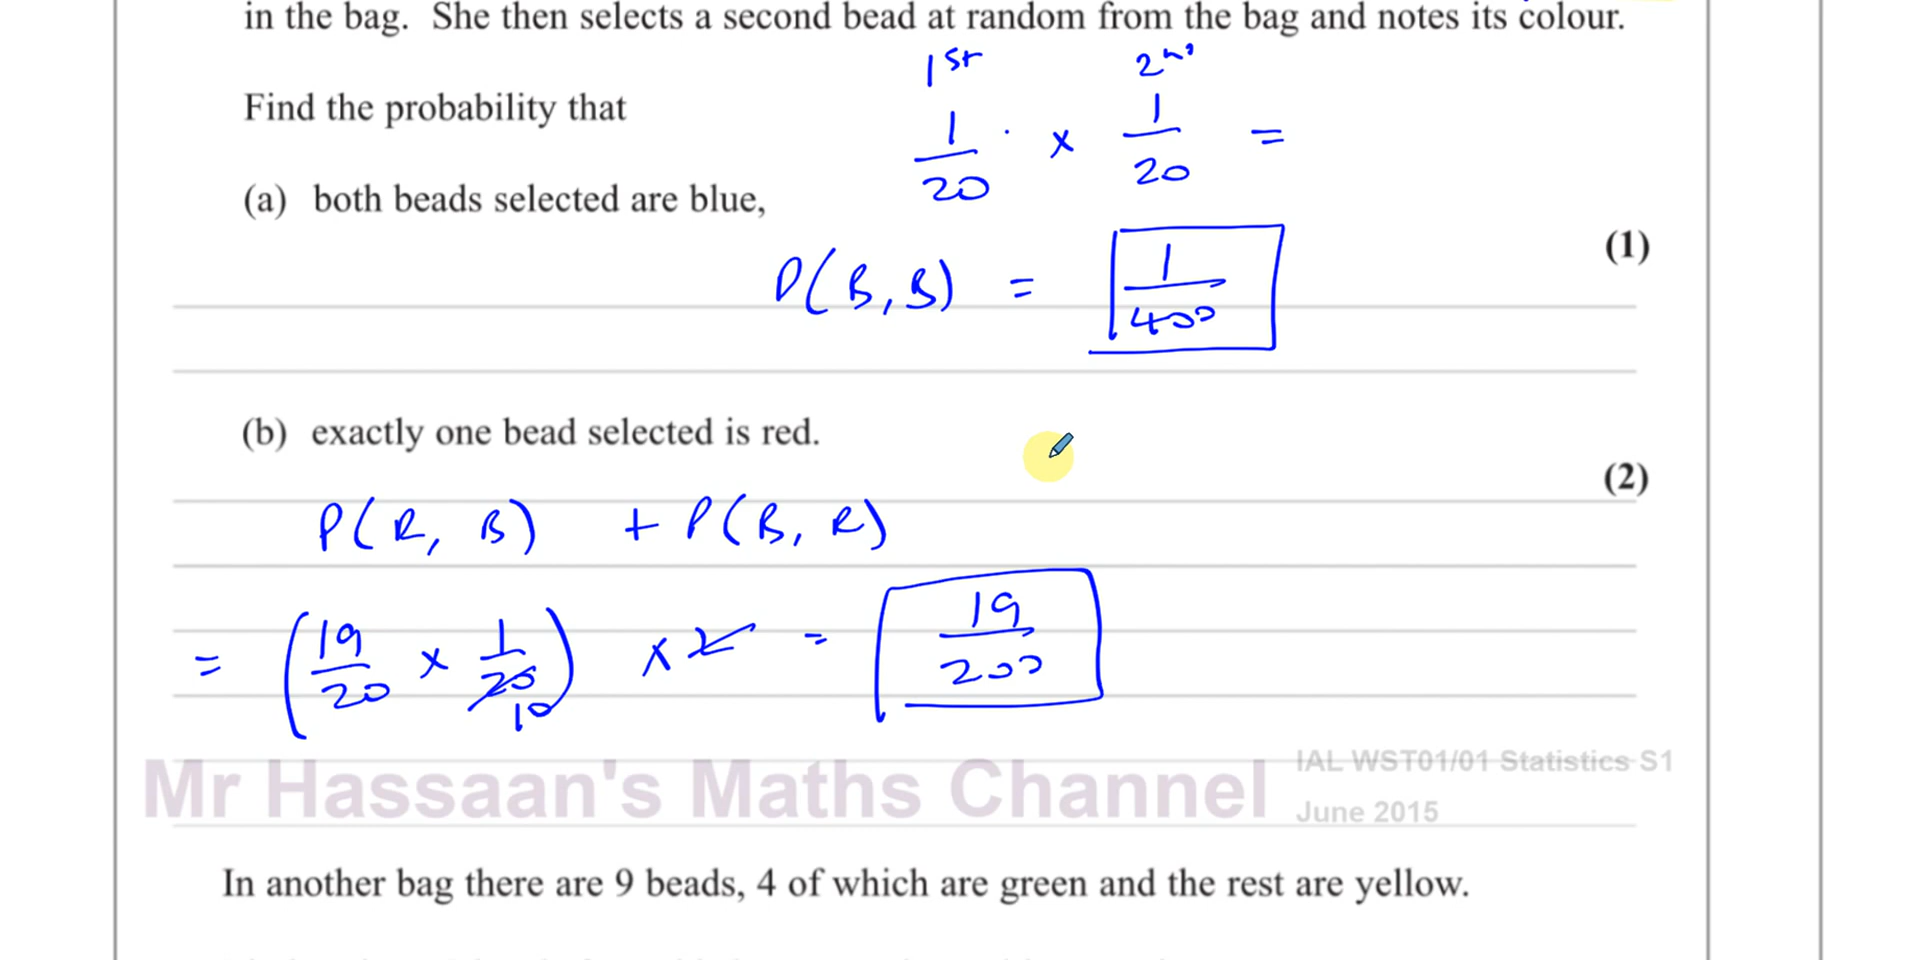 in the bag. She then selects a second bead at random from the bag and notes its colour.
1st 2nd
Find the probability that
1/20 × 1/20 =
(a) both beads selected are blue,
(1)
P(B, B) = 1/400
(b) exactly one bead selected is red.
(2)
P(R, B) + P(B, R)
= (19/20 × 1/20 10) × 2 = 19/200
Mr Hassaan's Maths Channel
IAL WST01/01 Statistics S1
June 2015
In another bag there are 9 beads, 4 of which are green and the rest are yellow.